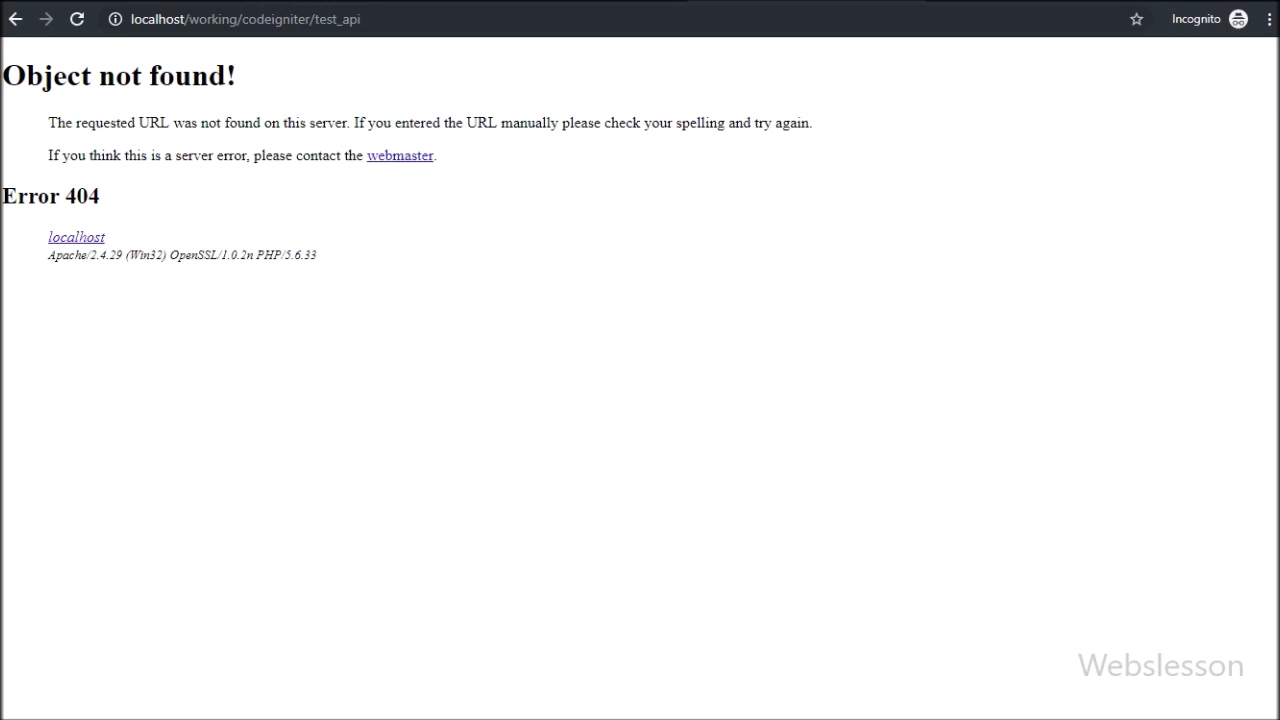 localhost/working/codeigniter/test_api
Incognito
Object not found!
The requested URL was not found on this server. If you entered the URL manually please check your spelling and try again.
If you think this is a server error, please contact the webmaster.
Error 404
localhost
Apache/2.4.29 (Win32) OpenSSL/1.0.2n PHP/5.6.33
Webslesson